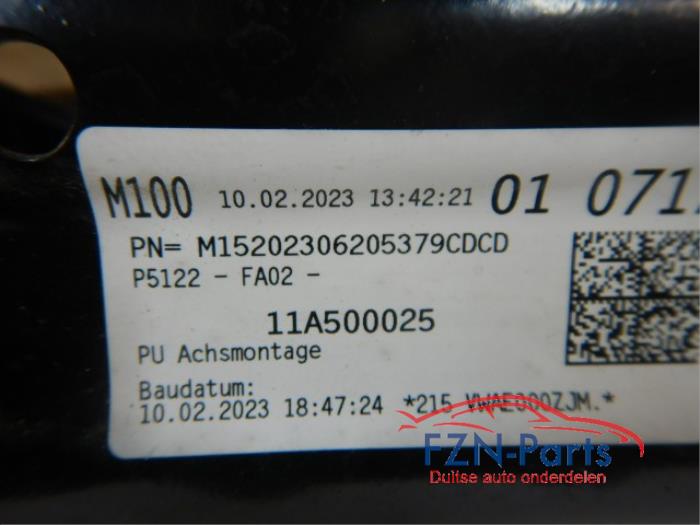 M100 10.02.2023 13:42:21 01 071
PN= M15202306205379CDCD
P5122 - FA02 -
11A500025
PU Achsmontage
Baudatum:
10.02.2023 18:47:24 *215
FZN-Parts
Duitse auto onderdelen